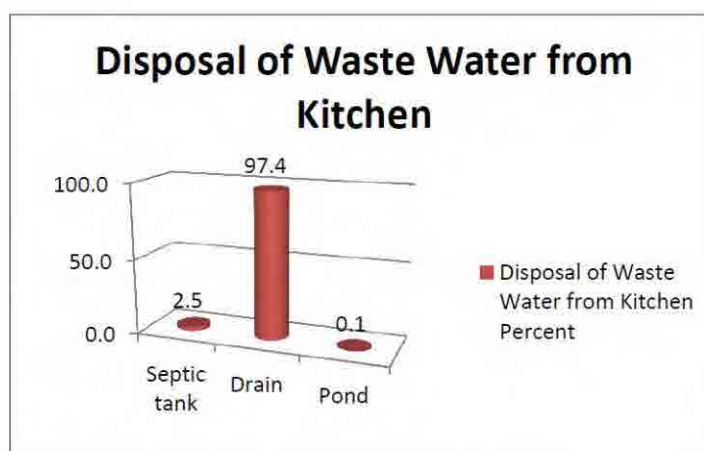 Disposal of Waste Water from
Kitchen
97.4
100.0
50.0
2.5
0.1
0.0
Septic
tank
Drain
Pond
Disposal of Waste
Water from Kitchen
Percent